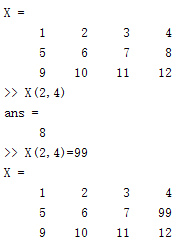 X =
1 2 3 4
5 6 7 8
9 10 11 12
>> X(2,4)
ans =
8
>> X(2,4)=99
X =
1 2 3 4
5 6 7 99
9 10 11 12